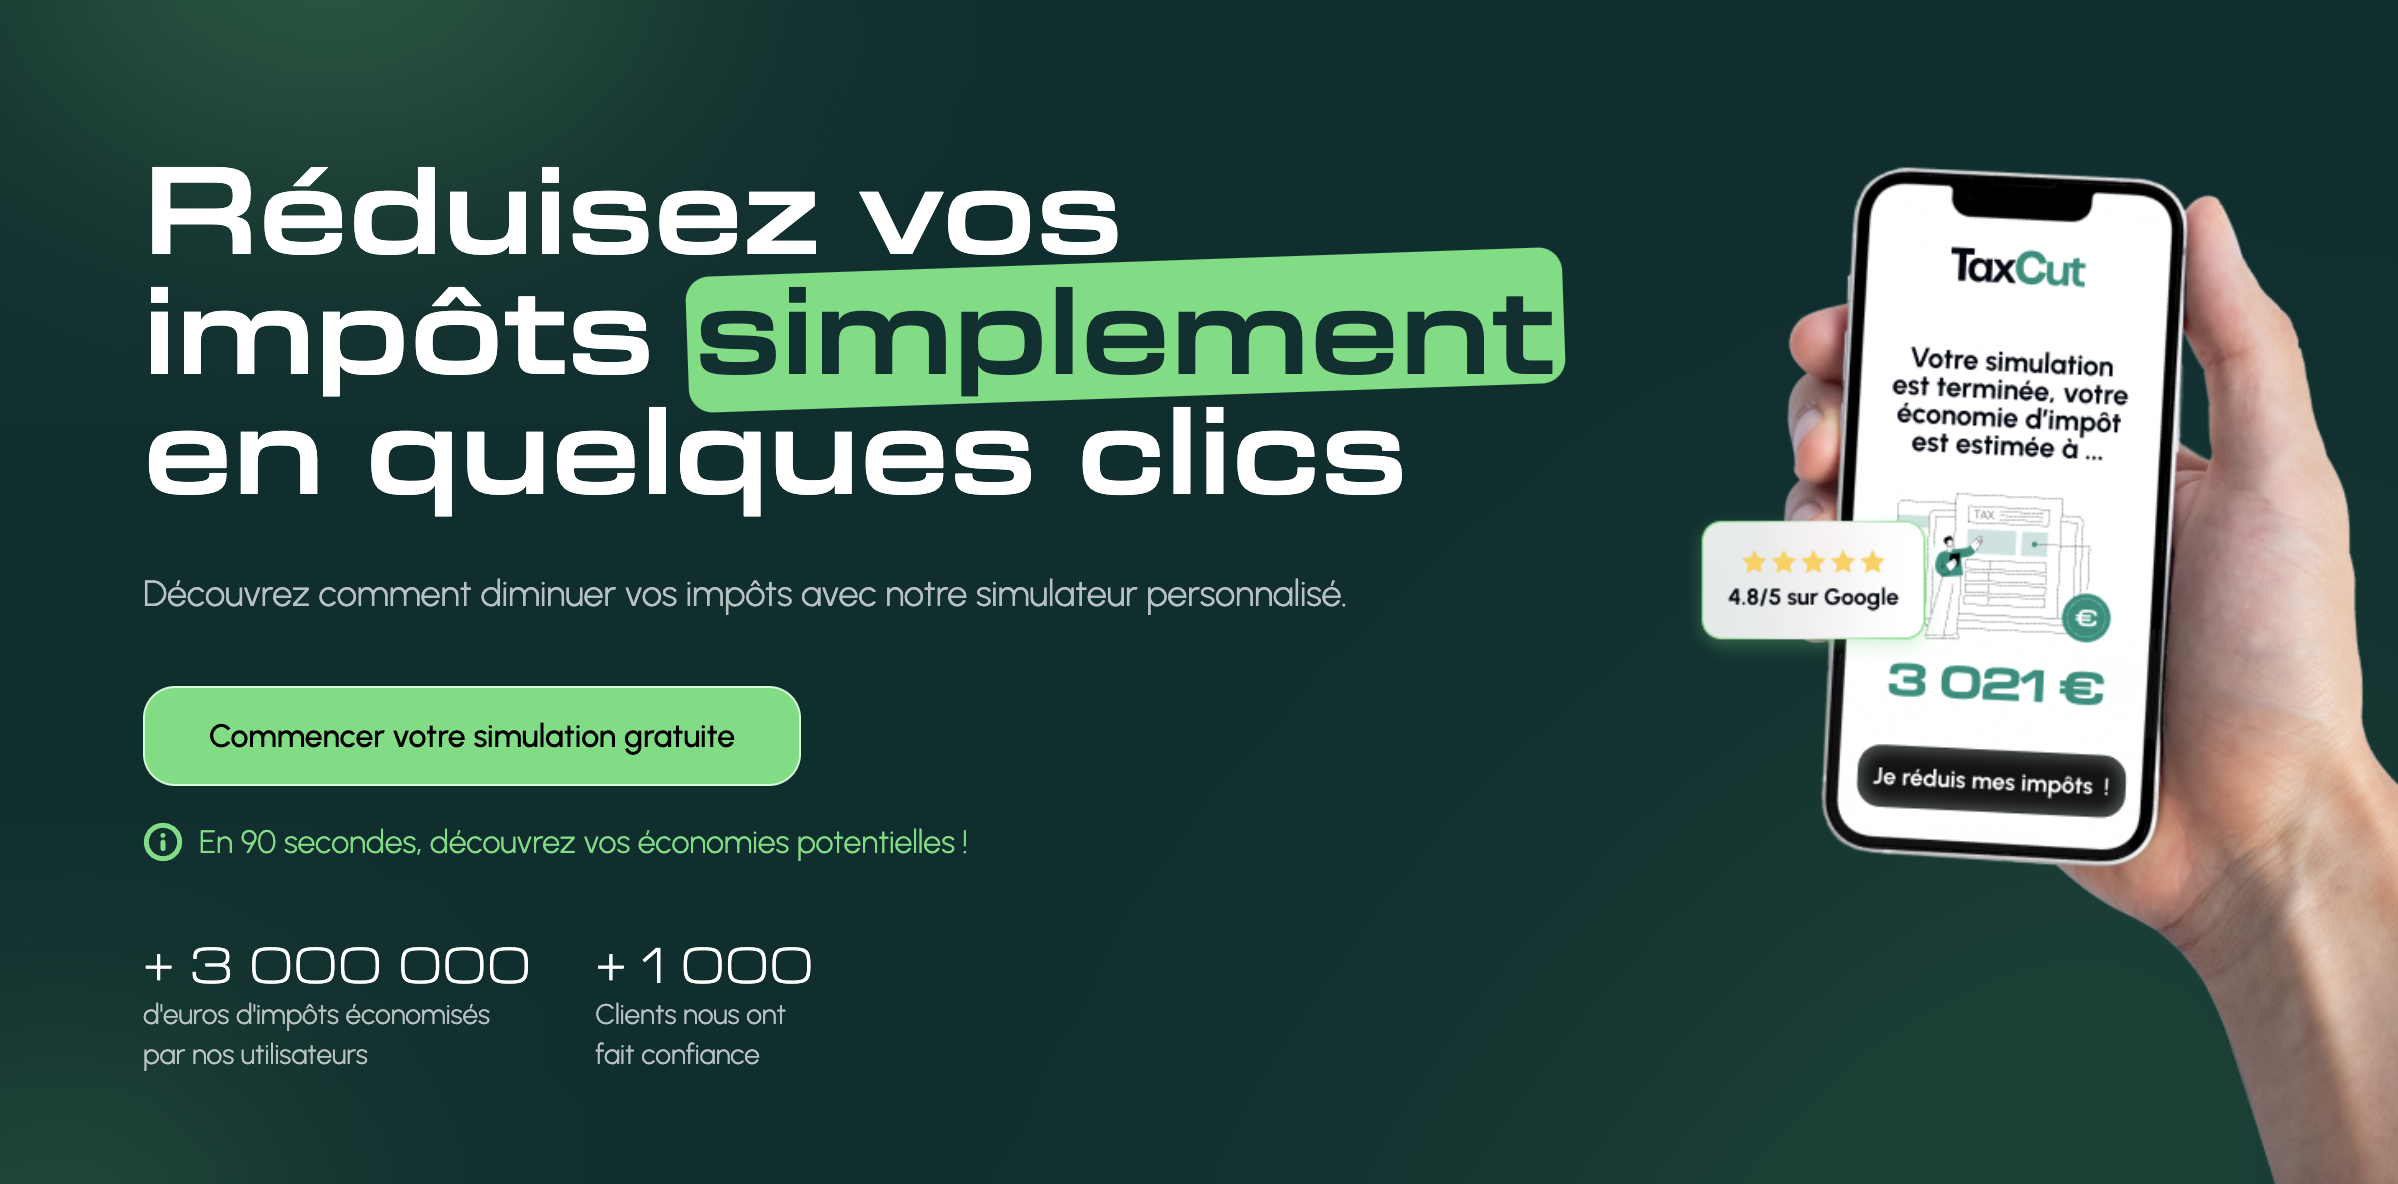 Réduisez vos
impôts simplement
en quelques clics
Découvrez comment diminuer vos impôts avec notre simulateur personnalisé.
Commencer votre simulation gratuite
En 90 secondes, découvrez vos économies potentielles !
+ 3 000 000
d'euros d'impôts économisés
par nos utilisateurs
+ 1 000
Clients nous ont
fait confiance
TaxCut
Votre simulation
est terminée, votre
économie d'impôt
est estimée à ...
TAX
4.8/5 sur Google
€
3 021 €
Je réduis mes impôts !